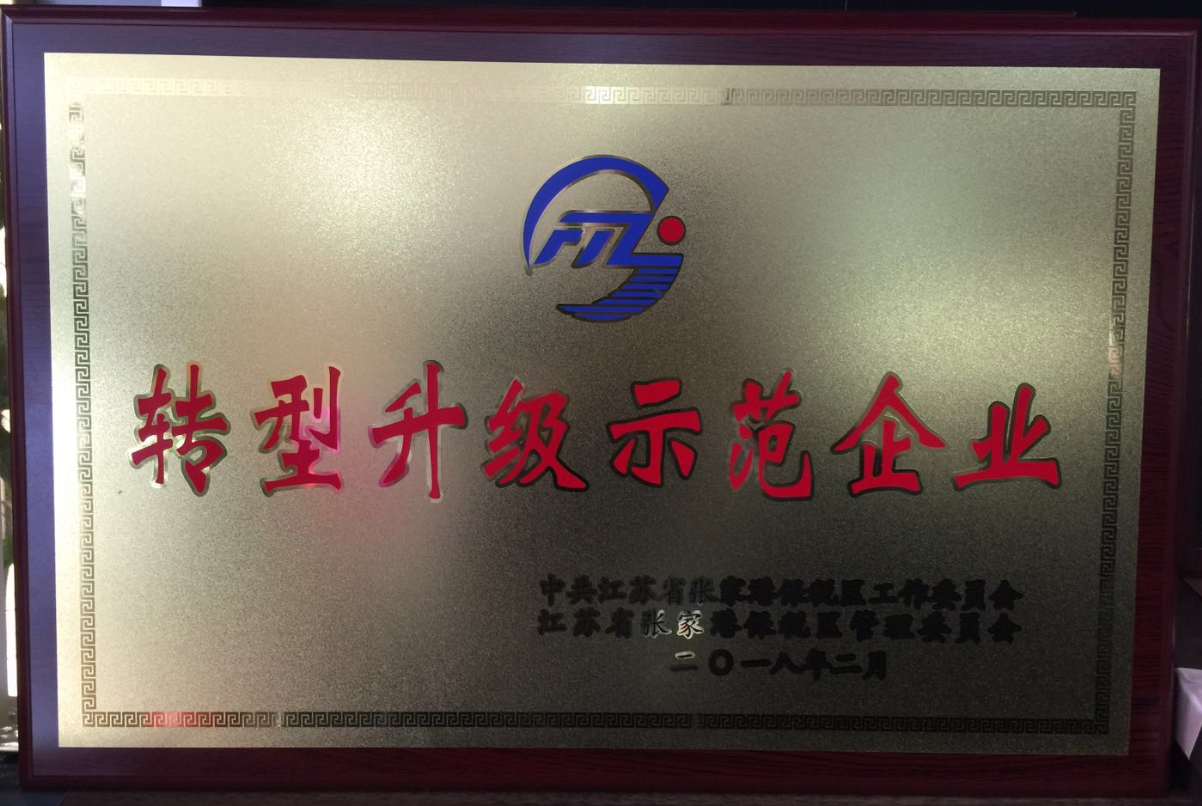 FTZ
转型升级示范企业
中共江苏省张家港保税区工作委员会
江苏省张家港保税区管理委员会
二〇一八年二月